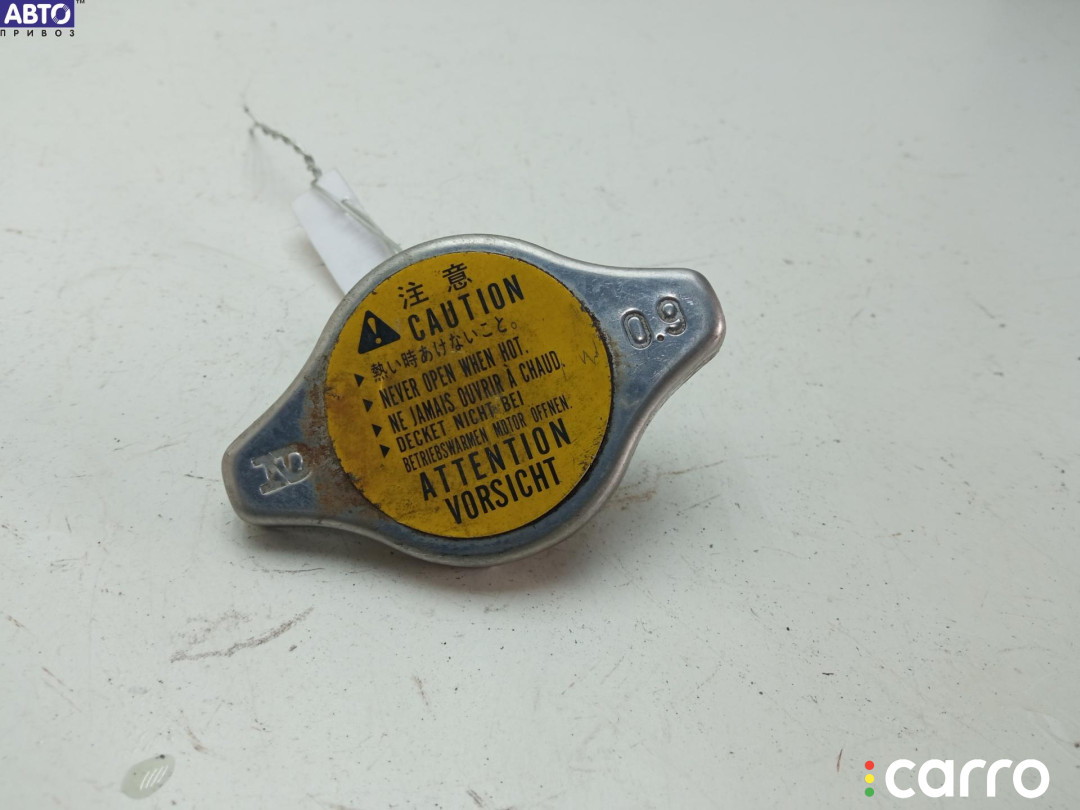 АВТО™
ПРИВОЗ
注意
CAUTION
熱い時あけないこと。
NEVER OPEN WHEN HOT.
NE JAMAIS OUVRIR À CHAUD.
DECKET NICHT BEI
BETRIEBSWARMEN MOTOR OFFNEN.
ATTENTION
VORSICHT
0.9
carro